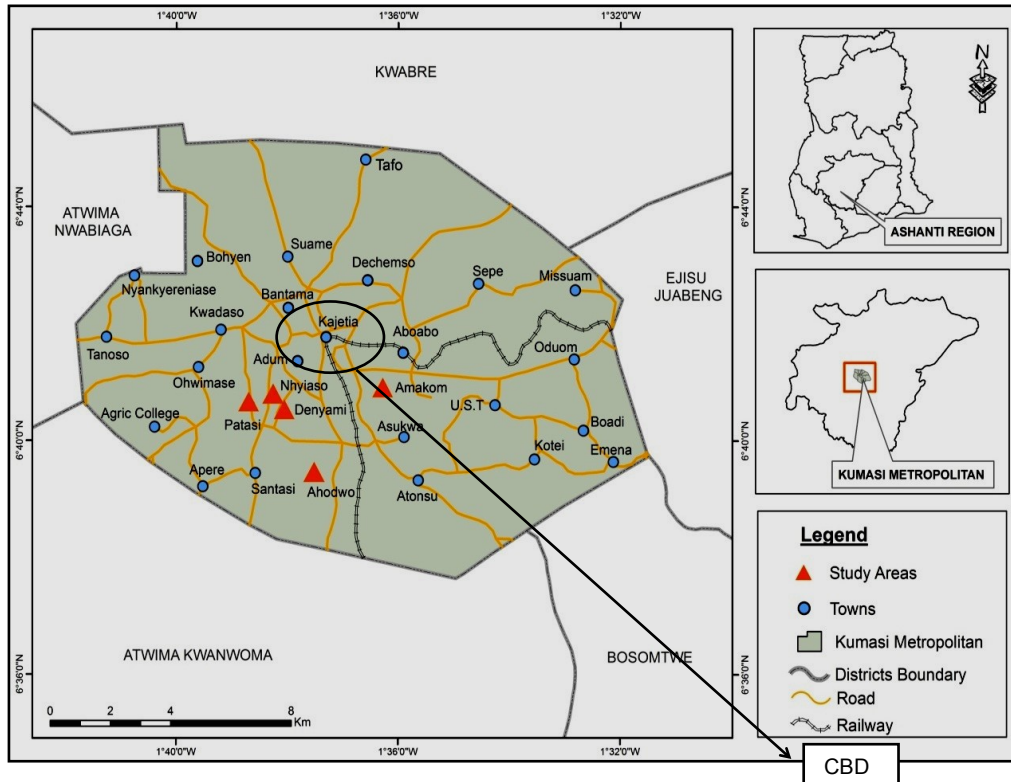 1°40'0"W
1°36'0"W
1°32'0"W
KWABRE
N
Tafo
6°44'0"N
6°44'0"N
ATWIMA
NWABIAGA
ASHANTI REGION
Suame
Bohyen
Dechemso
Sepe
Missuam
EJISU
JUABENG
Nyankyereniase
Bantama
Kwadaso
Kajetia
Aboabo
Tanoso
Adum
Oduom
Ohwimase
Nhyiaso
Amakom
Agric College
Patasi
Denyami
U.S.T
Asukwa
Boadi
6°40'0"N
6°40'0"N
Kotei
Emena
KUMASI METROPOLITAN
Apere
Santasi
Ahodwo
Atonsu
Legend
Study Areas
Towns
Kumasi Metropolitan
Districts Boundary
Road
Railway
ATWIMA KWANWOMA
BOSOMTWE
6°36'0"N
6°36'0"N
0 2 4 8
Km
1°40'0"W
1°36'0"W
1°32'0"W
CBD